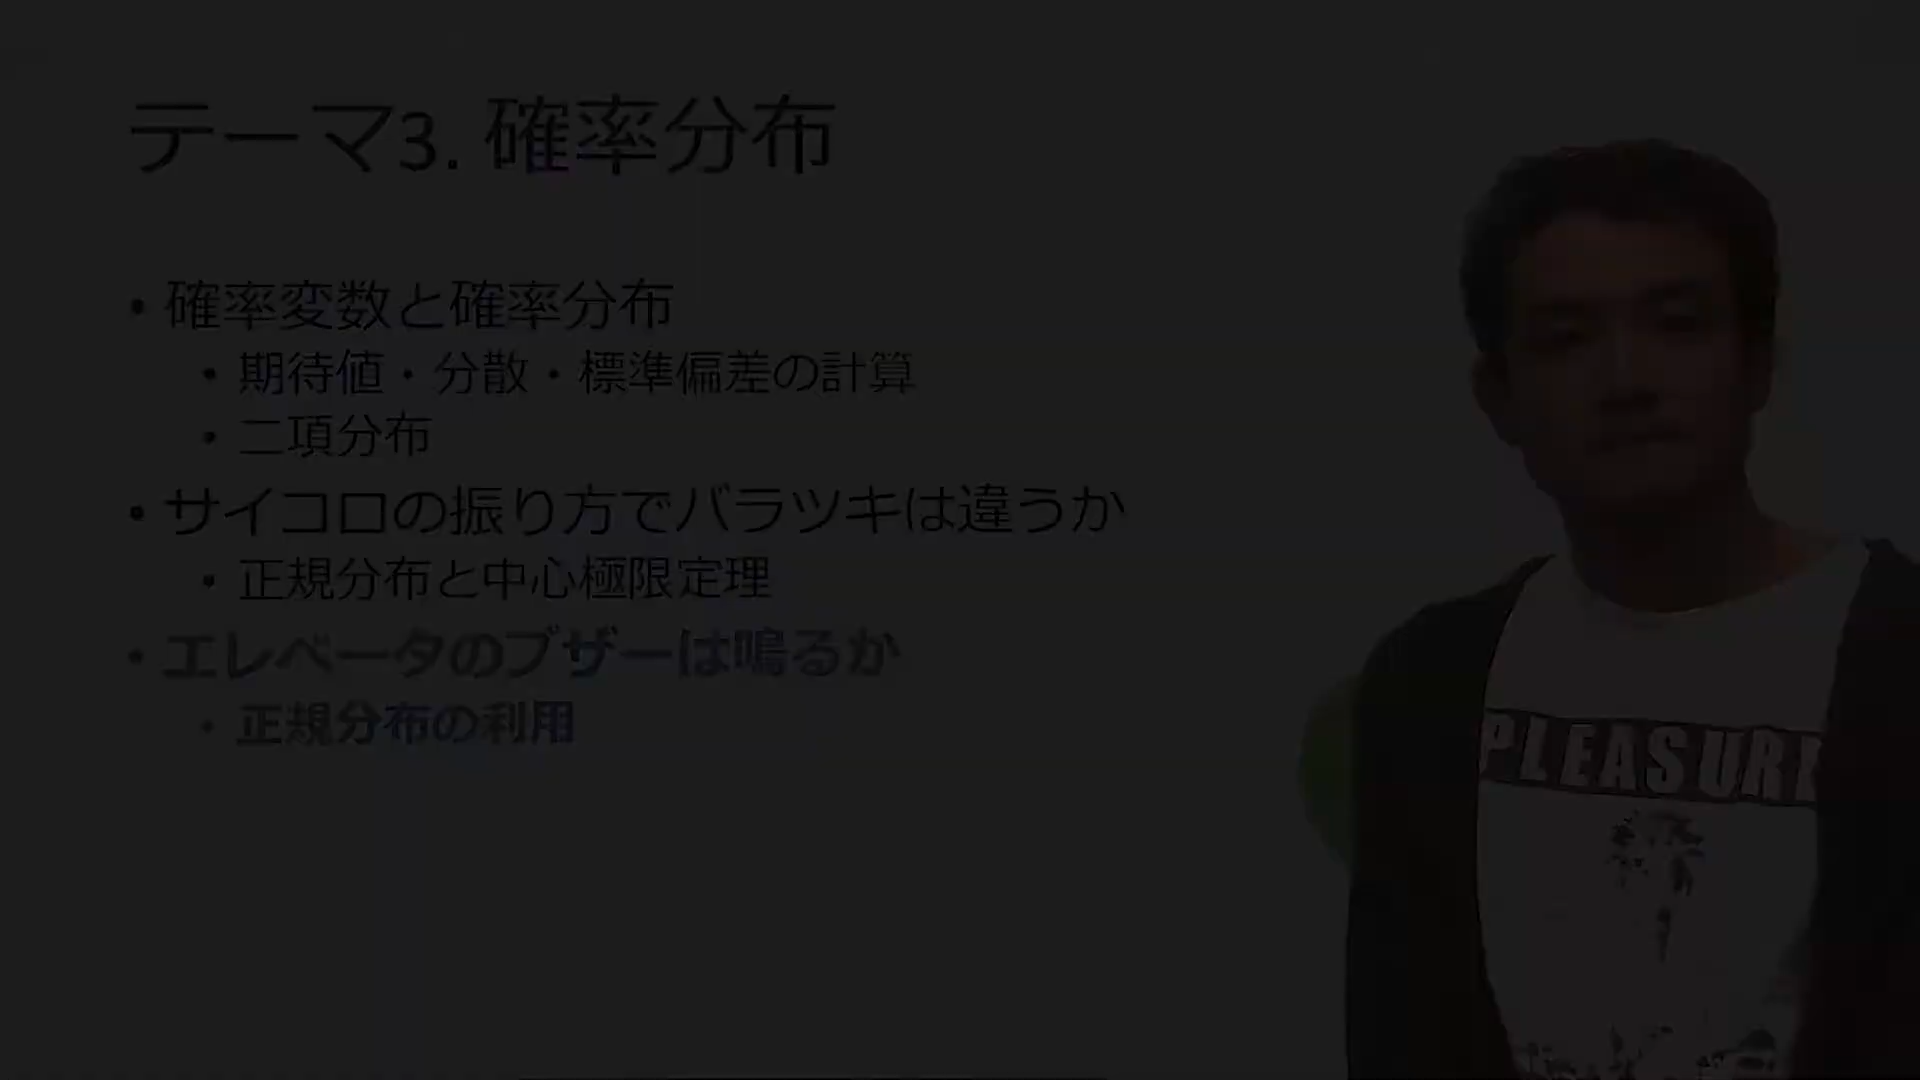 テーマ3. 確率分布
• 確率変数と確率分布
• 期待値・分散・標準偏差の計算
• 二項分布
• サイコロの振り方でバラツキは違うか
• 正規分布と中心極限定理
• エレベータのブザーは鳴るか
• 正規分布の利用
PLEASURE